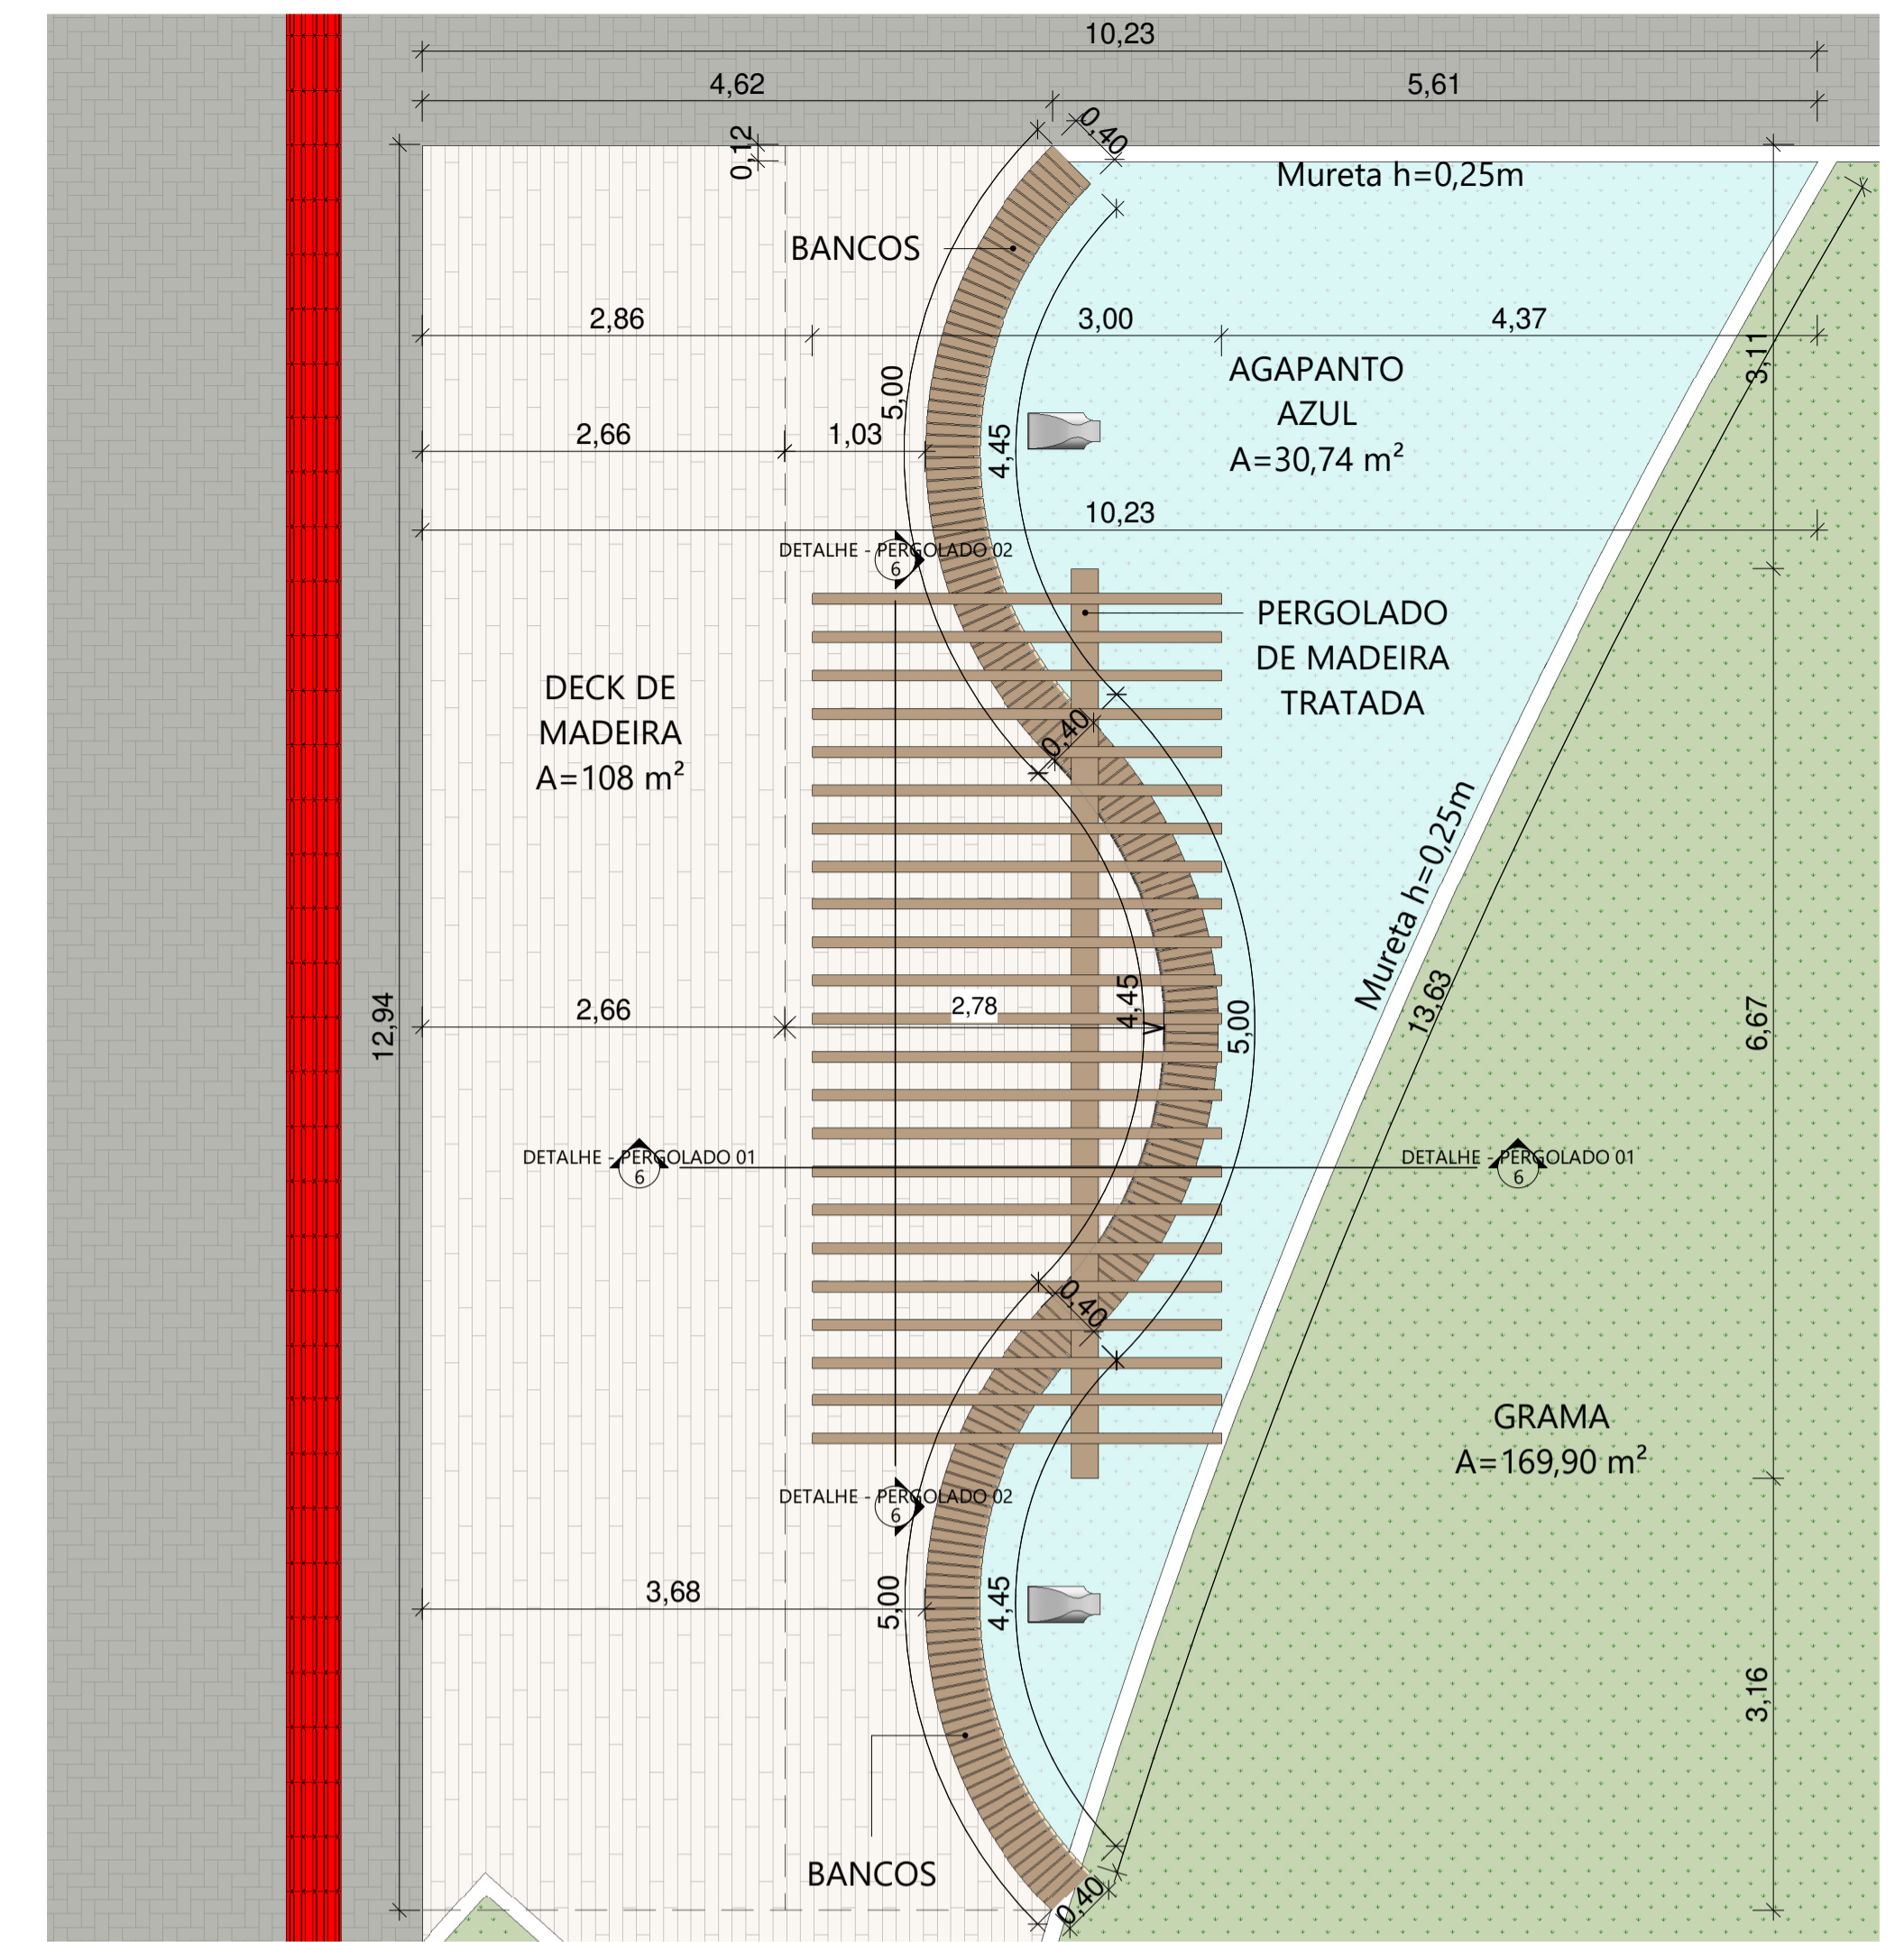 10,23
4,62
5,61
0,12
0,40
Mureta h=0,25m
BANCOS
2,86
3,00
4,37
3,11
5,00
AGAPANTO
AZUL
A=30,74 m²
2,66
1,03
4,45
10,23
DETALHE - PERGOLADO 02
6
PERGOLADO
DE MADEIRA
TRATADA
DECK DE
MADEIRA
A=108 m²
0,40
Mureta h=0,25m
13,63
12,94
2,66
2,78
4,45
5,00
6,67
DETALHE - PERGOLADO 01
6
DETALHE - PERGOLADO 01
6
0,40
GRAMA
A=169,90 m²
DETALHE - PERGOLADO 02
6
3,68
5,00
4,45
3,16
BANCOS
0,40